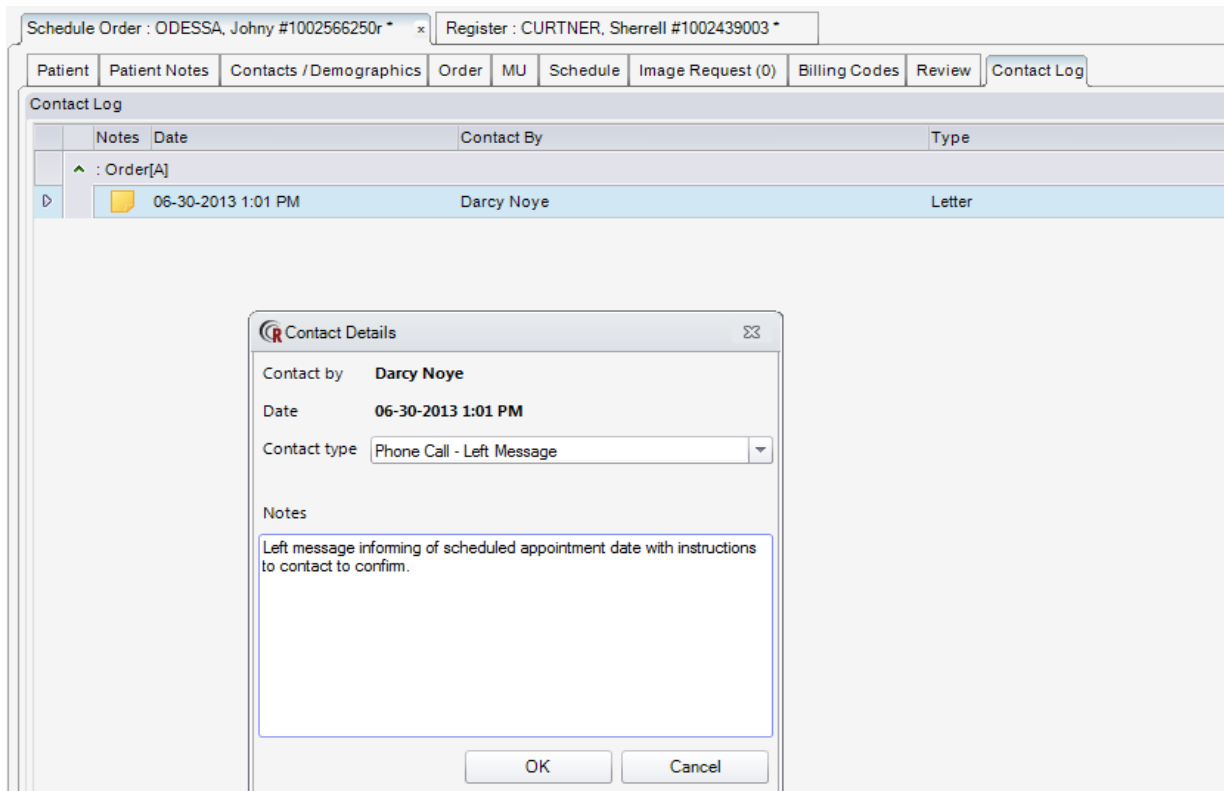 Schedule Order : ODESSA, Johny #1002566250r * x Register : CURTNER, Sherrell #1002439003 *
Patient Patient Notes Contacts / Demographics Order MU Schedule Image Request (0) Billing Codes Review Contact Log
Contact Log
Notes Date Contact By Type
: Order[A]
06-30-2013 1:01 PM Darcy Noye Letter
R Contact Details
Contact by Darcy Noye
Date 06-30-2013 1:01 PM
Contact type Phone Call - Left Message
Notes
Left message informing of scheduled appointment date with instructions
to contact to confirm.
OK Cancel